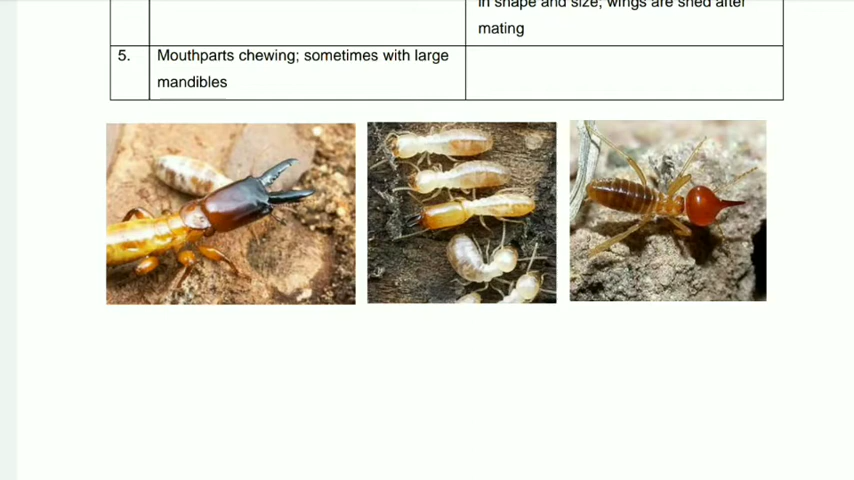 in shape and size; wings are shed after
mating
5. Mouthparts chewing; sometimes with large
mandibles